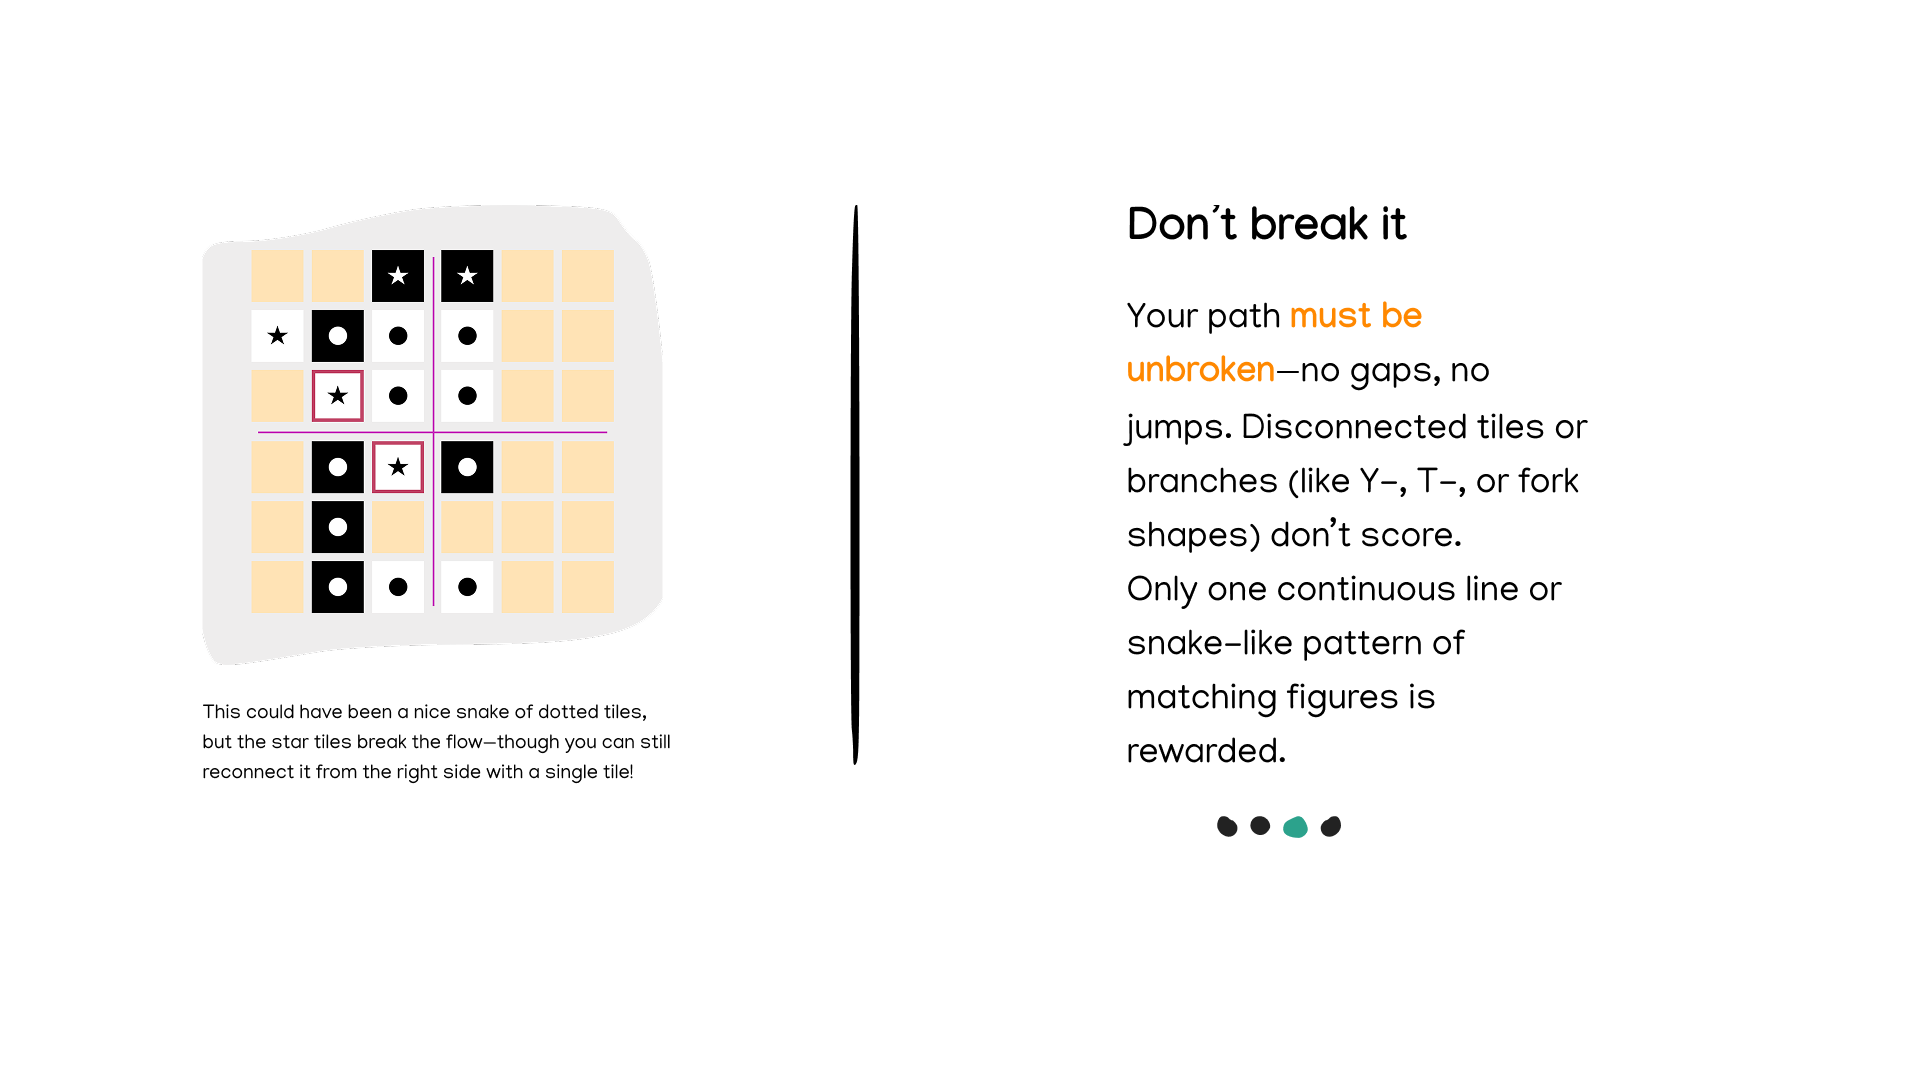 Don't break it
Your path must be
unbroken—no gaps, no
jumps. Disconnected tiles or
branches (like Y-, T-, or fork
shapes) don't score.
Only one continuous line or
snake-like pattern of
matching figures is
rewarded.
This could have been a nice snake of dotted tiles,
but the star tiles break the flow—though you can still
reconnect it from the right side with a single tile!